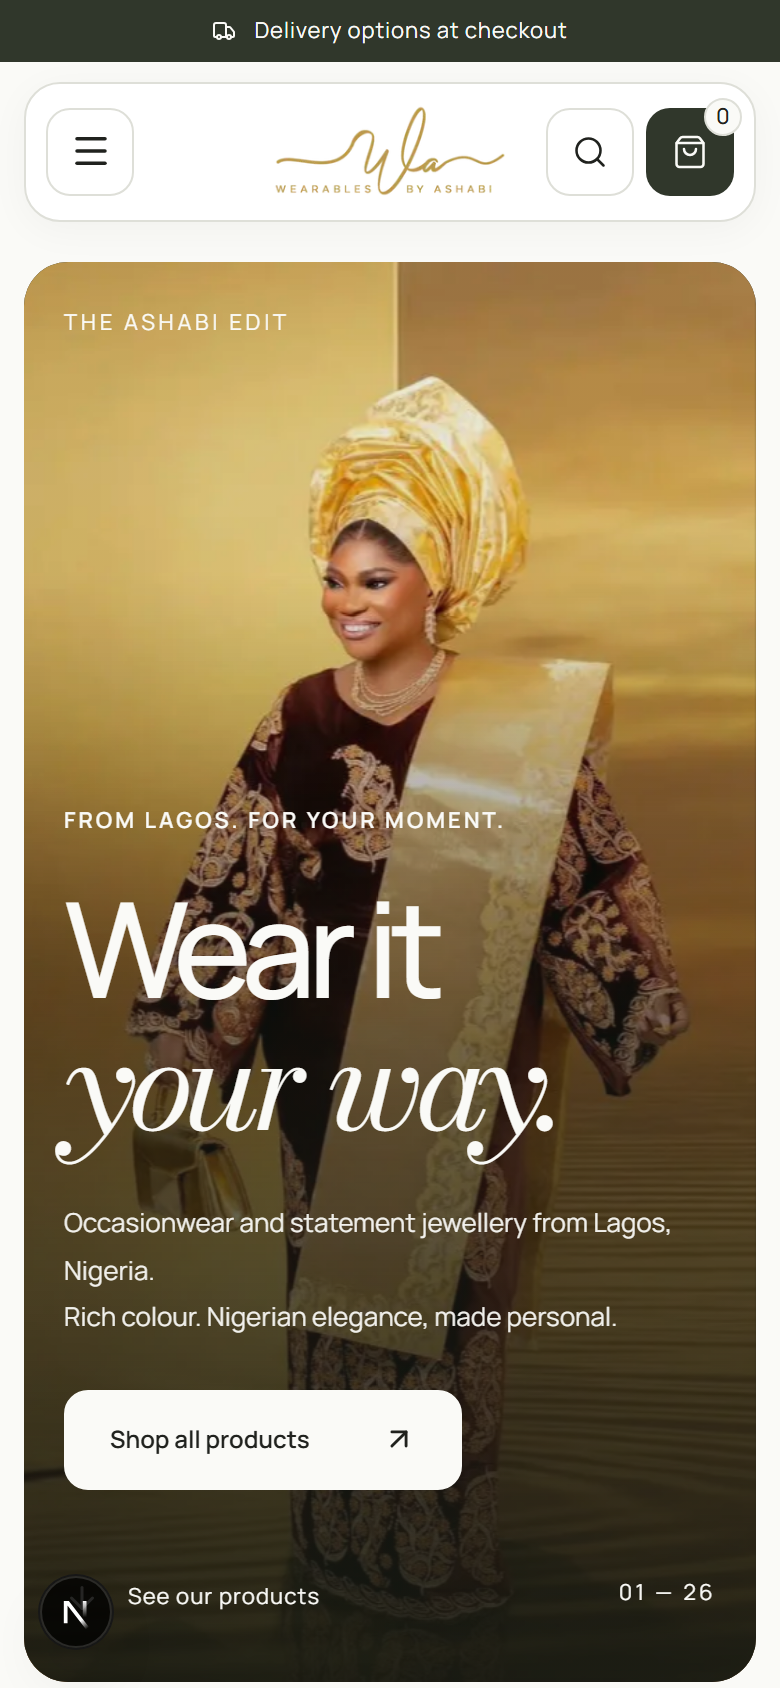 Delivery options at checkout
Wa
WEARABLES BY ASHABI
0
THE ASHABI EDIT
FROM LAGOS. FOR YOUR MOMENT.
Wear it
your way.
Occasionwear and statement jewellery from Lagos,
Nigeria.
Rich colour. Nigerian elegance, made personal.
Shop all products
N
See our products
01 — 26